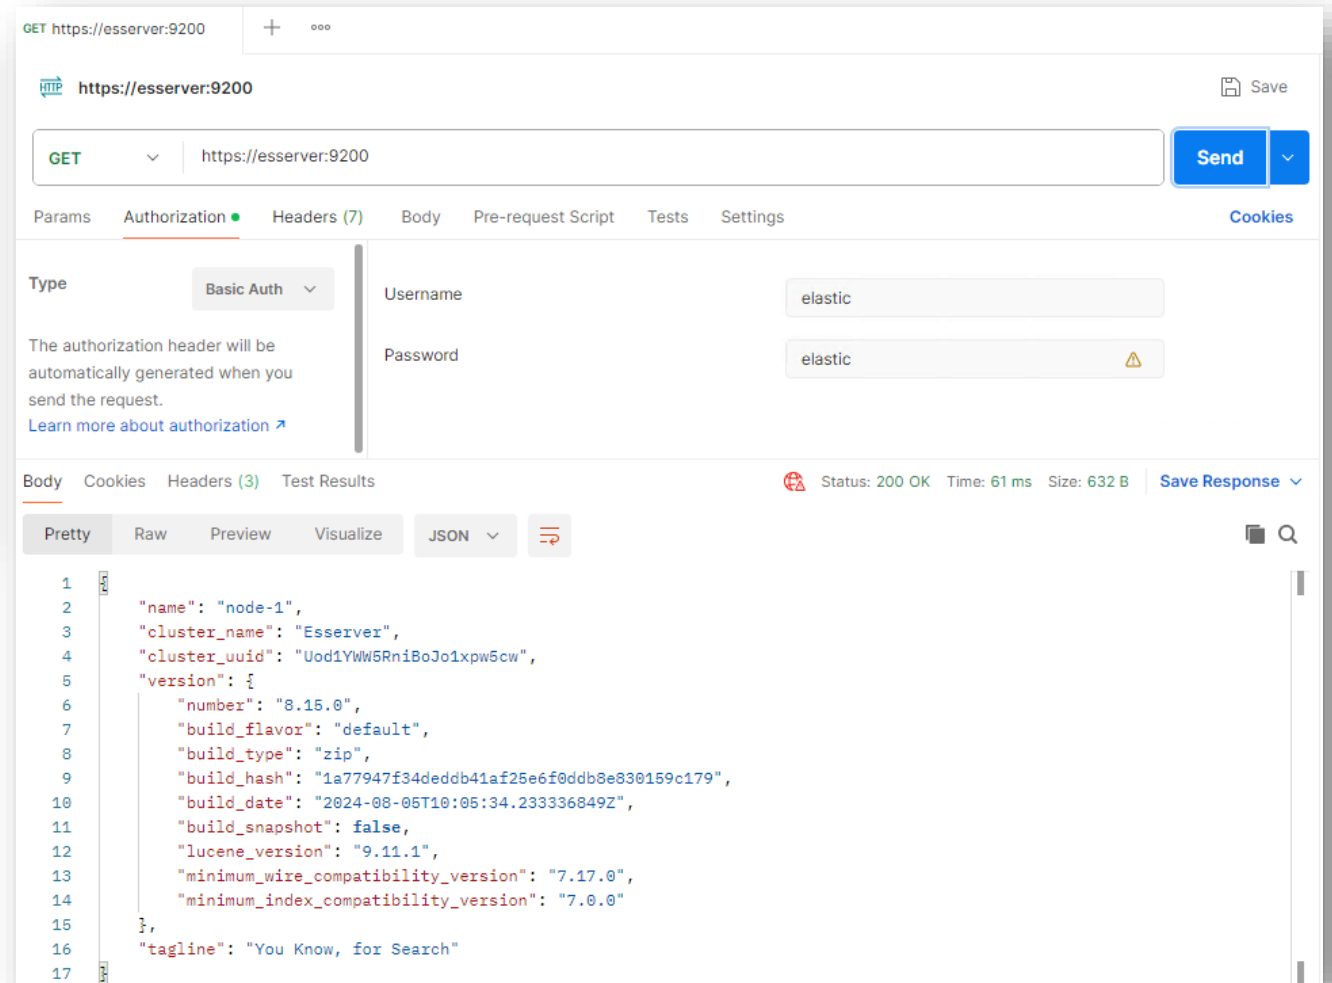 GET https://esserver:9200
HTTP https://esserver:9200 Save
GET https://esserver:9200 Send
Params Authorization Headers (7) Body Pre-request Script Tests Settings Cookies
Type Basic Auth
The authorization header will be
automatically generated when you
send the request.
Learn more about authorization ↗
Username elastic
Password elastic
Body Cookies Headers (3) Test Results Status: 200 OK Time: 61 ms Size: 632 B Save Response
Pretty Raw Preview Visualize JSON
1 {
2 "name": "node-1",
3 "cluster_name": "Esserver",
4 "cluster_uuid": "Uod1YWW5RniBoJo1xpw5cw",
5 "version": {
6 "number": "8.15.0",
7 "build_flavor": "default",
8 "build_type": "zip",
9 "build_hash": "1a77947f34deddb41af25e6f0ddb8e830159c179",
10 "build_date": "2024-08-05T10:05:34.233336849Z",
11 "build_snapshot": false,
12 "lucene_version": "9.11.1",
13 "minimum_wire_compatibility_version": "7.17.0",
14 "minimum_index_compatibility_version": "7.0.0"
15 },
16 "tagline": "You Know, for Search"
17 }